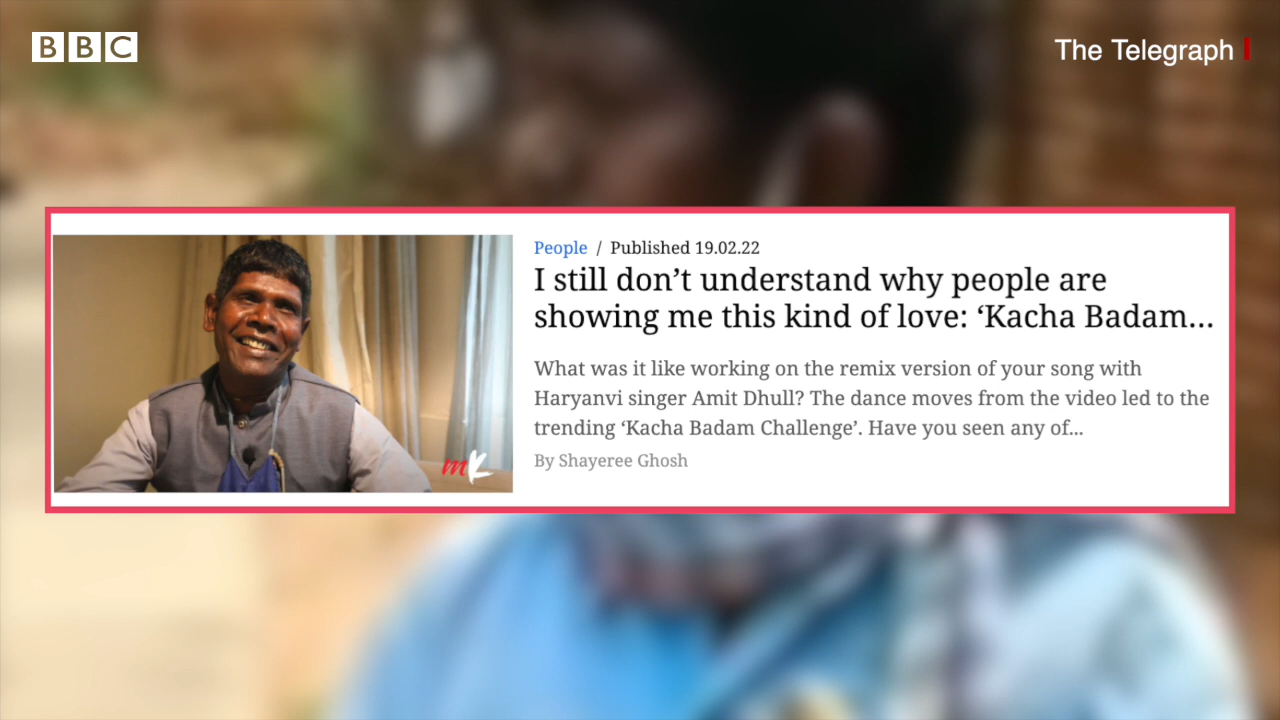 BBC
The Telegraph
People / Published 19.02.22
I still don’t understand why people are
showing me this kind of love: ‘Kacha Badam...
What was it like working on the remix version of your song with
Haryanvi singer Amit Dhull? The dance moves from the video led to the
trending ‘Kacha Badam Challenge’. Have you seen any of...
By Shayeree Ghosh
mK